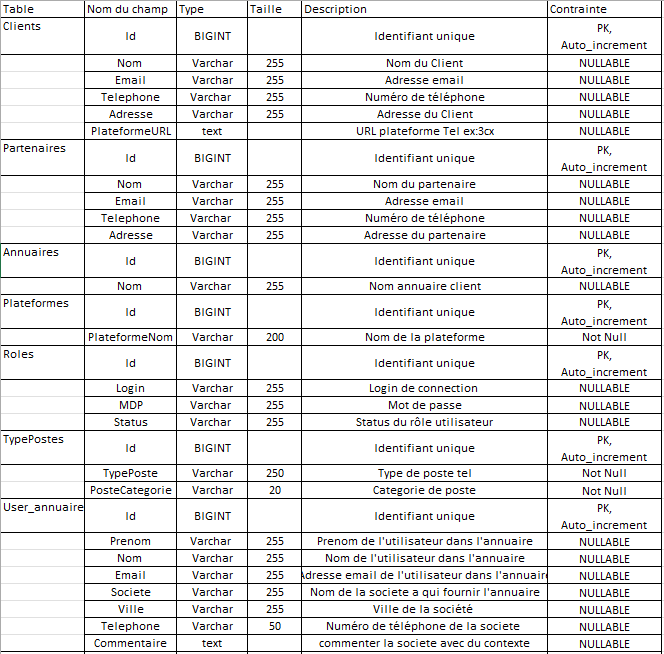 Table Nom du champ Type Taille Description Contrainte
Clients Id BIGINT Identifiant unique PK, Auto_increment
Nom Varchar 255 Nom du Client NULLABLE
Email Varchar 255 Adresse email NULLABLE
Telephone Varchar 255 Numéro de téléphone NULLABLE
Adresse Varchar 255 Adresse du Client NULLABLE
PlateformeURL text URL plateforme Tel ex:3cx NULLABLE
Partenaires Id BIGINT Identifiant unique PK, Auto_increment
Nom Varchar 255 Nom du partenaire NULLABLE
Email Varchar 255 Adresse email NULLABLE
Telephone Varchar 255 Numéro de téléphone NULLABLE
Adresse Varchar 255 Adresse du partenaire NULLABLE
Annuaires Id BIGINT Identifiant unique PK, Auto_increment
Nom Varchar 255 Nom annuaire client NULLABLE
Plateformes Id BIGINT Identifiant unique PK, Auto_increment
PlateformeNom Varchar 200 Nom de la plateforme Not Null
Roles Id BIGINT Identifiant unique PK, Auto_increment
Login Varchar 255 Login de connection NULLABLE
MDP Varchar 255 Mot de passe NULLABLE
Status Varchar 255 Status du rôle utilisateur NULLABLE
TypePostes Id BIGINT Identifiant unique PK, Auto_increment
TypePoste Varchar 250 Type de poste tel Not Null
PosteCategorie Varchar 20 Categorie de poste Not Null
User_annuaire Id BIGINT Identifiant unique PK, Auto_increment
Prenom Varchar 255 Prenom de l'utilisateur dans l'annuaire NULLABLE
Nom Varchar 255 Nom de l'utilisateur dans l'annuaire NULLABLE
Email Varchar 255 Adresse email de l'utilisateur dans l'annuaire NULLABLE
Societe Varchar 255 Nom de la societe a qui fournir l'annuaire NULLABLE
Ville Varchar 255 Ville de la société NULLABLE
Telephone Varchar 50 Numéro de téléphone de la societe NULLABLE
Commentaire text commenter la societe avec du contexte NULLABLE